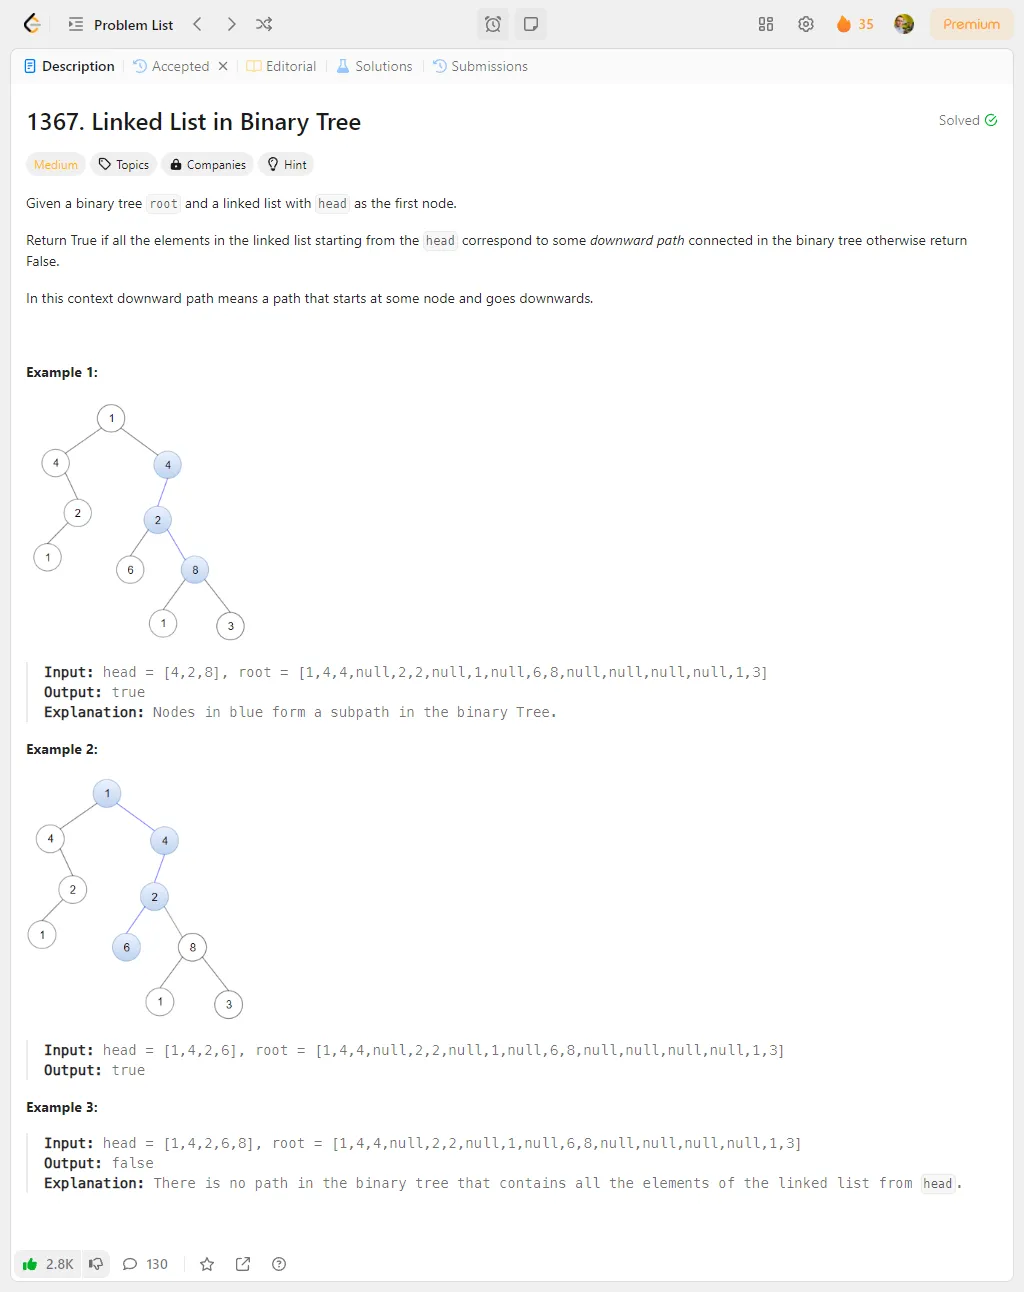 Problem List
35
Premium
Description
Accepted
Editorial
Solutions
Submissions
1367. Linked List in Binary Tree
Solved
Medium
Topics
Companies
Hint
Given a binary tree root and a linked list with head as the first node.
Return True if all the elements in the linked list starting from the head correspond to some downward path connected in the binary tree otherwise return
False.
In this context downward path means a path that starts at some node and goes downwards.
Example 1:
1
4 4
2 2
1 6 8
1 3
Input: head = [4,2,8], root = [1,4,4,null,2,2,null,1,null,6,8,null,null,null,null,1,3]
Output: true
Explanation: Nodes in blue form a subpath in the binary Tree.
Example 2:
1
4 4
2 2
1 6 8
1 3
Input: head = [1,4,2,6], root = [1,4,4,null,2,2,null,1,null,6,8,null,null,null,null,1,3]
Output: true
Example 3:
Input: head = [1,4,2,6,8], root = [1,4,4,null,2,2,null,1,null,6,8,null,null,null,null,1,3]
Output: false
Explanation: There is no path in the binary tree that contains all the elements of the linked list from head.
2.8K
130